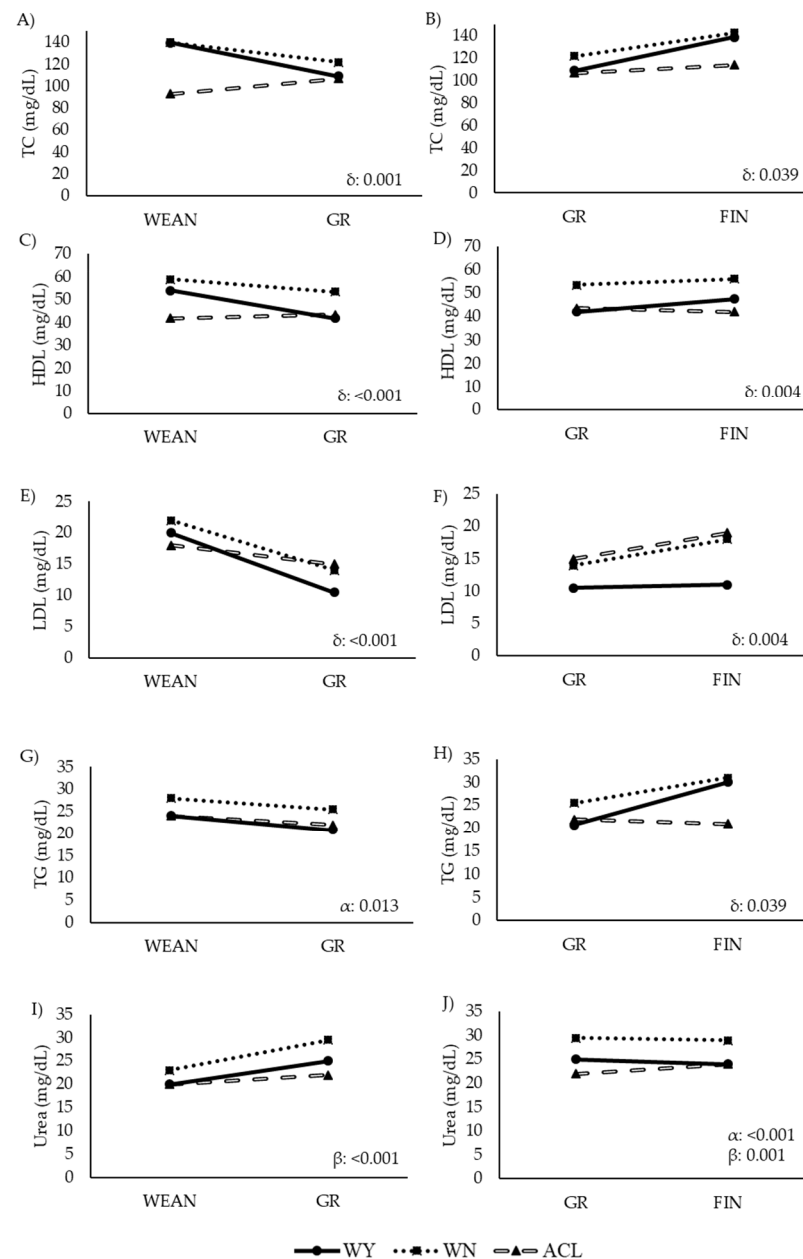 A)
TC (mg/dL)
140
120
100
80
60
40
20
0
WEAN
GR
δ: 0.001
B)
TC (mg/dL)
140
120
100
80
60
40
20
0
GR
FIN
δ: 0.039
C)
HDL (mg/dL)
70
60
50
40
30
20
10
0
WEAN
GR
δ: <0.001
D)
HDL (mg/dL)
70
60
50
40
30
20
10
0
GR
FIN
δ: 0.004
E)
LDL (mg/dL)
25
20
15
10
5
0
WEAN
GR
δ: <0.001
F)
LDL (mg/dL)
25
20
15
10
5
0
GR
FIN
δ: 0.004
G)
TG (mg/dL)
35
30
25
20
15
10
5
0
WEAN
GR
α: 0.013
H)
TG (mg/dL)
35
30
25
20
15
10
5
0
GR
FIN
δ: 0.039
I)
Urea (mg/dL)
35
30
25
20
15
10
5
0
WEAN
GR
β: <0.001
J)
Urea (mg/dL)
35
30
25
20
15
10
5
0
GR
FIN
α: <0.001
β: 0.001
WY WN ACL